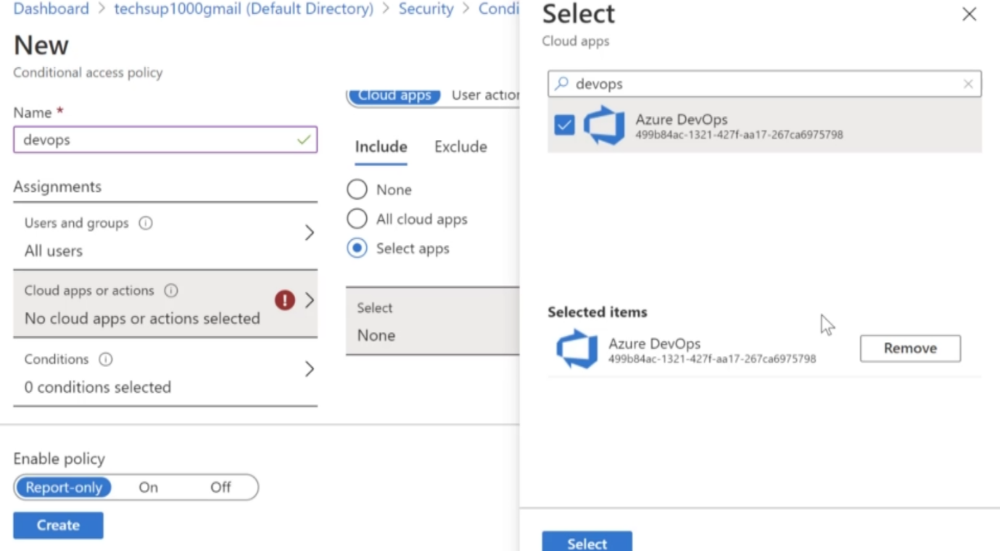 Dashboard > techsup1000gmail (Default Directory) > Security > Condi
New
Conditional access policy
Name *
devops
Assignments
Users and groups
All users
Cloud apps or actions
No cloud apps or actions selected
Conditions
0 conditions selected
Enable policy
Report-only On Off
Create
Cloud apps User action
Include Exclude
None
All cloud apps
Select apps
Select
None
Select
Cloud apps
devops
Azure DevOps
499b84ac-1321-427f-aa17-267ca6975798
Selected items
Azure DevOps
499b84ac-1321-427f-aa17-267ca6975798
Remove
Select